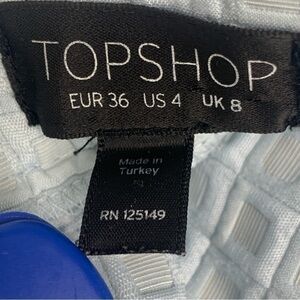 TOPSHOP
EUR 36 US 4 UK 8
Made in
Turkey
RN 125149